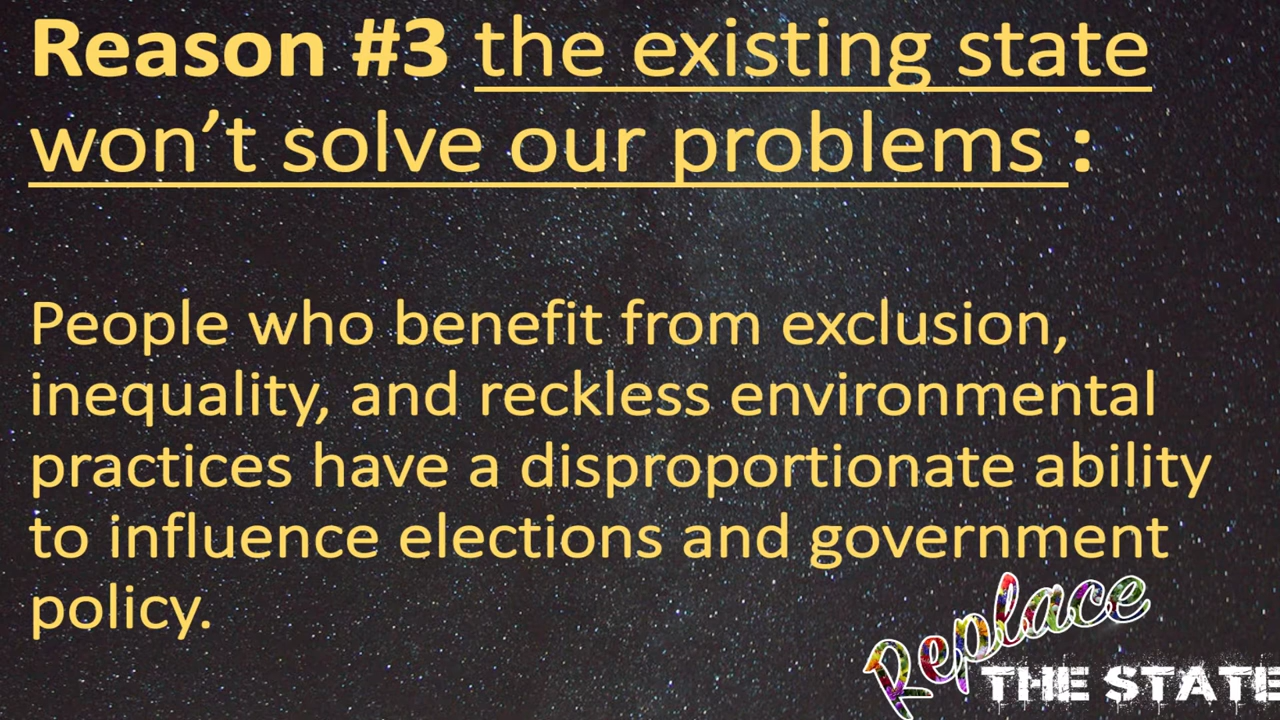 Reason #3 the existing state
won’t solve our problems :
People who benefit from exclusion,
inequality, and reckless environmental
practices have a disproportionate ability
to influence elections and government
policy.
Replace
THE STATE